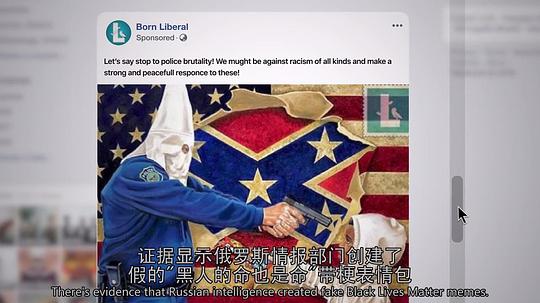 Born Liberal
Sponsored ·
Let's say stop to police brutality! We mught be against racism of all kinds and make a
strong and peacefull responce to these!
证据显示俄罗斯情报部门创建了
假的"黑人的命也是命"带梗表情包
There's evidence that Russian intelligence created fake Black Lives Matter memes.